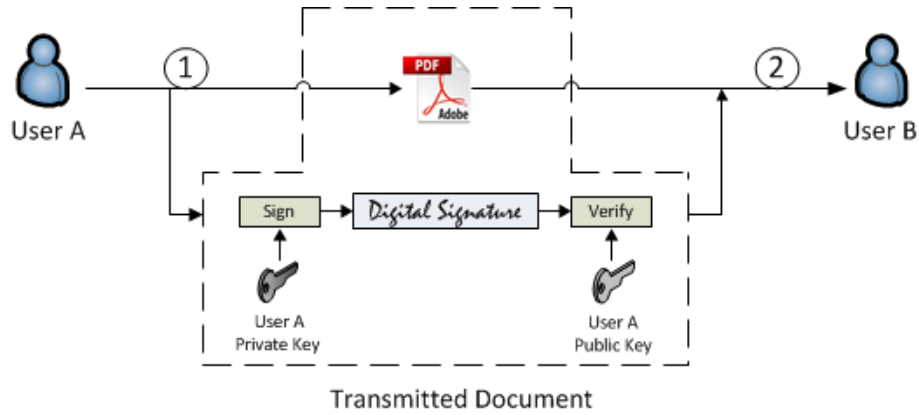 1
2
PDF
Adobe
User A
User B
Sign
Digital Signature
Verify
User A
Private Key
User A
Public Key
Transmitted Document